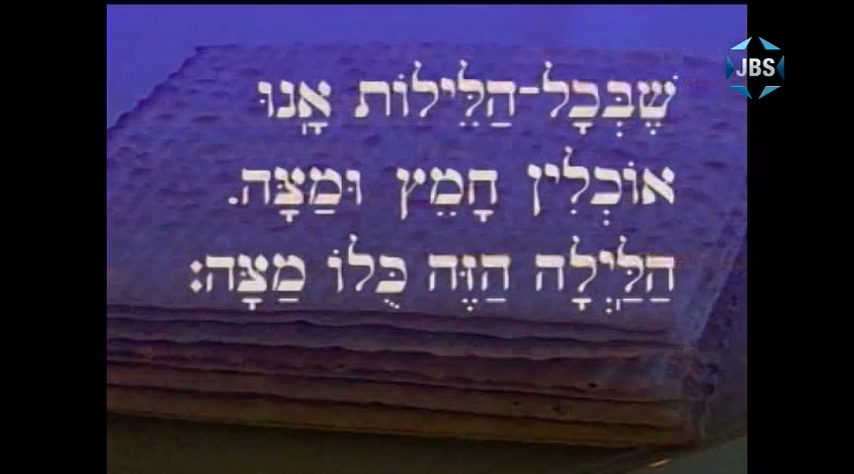 JBS
שֶׁבְּכָל-הַלֵּילוֹת אָֽנוּ
אוֹכְלִין חָמֵץ וּמַצָּה.
הַלַּֽיְלָה הַזֶּה כֻּלּוֹ מַצָּה: